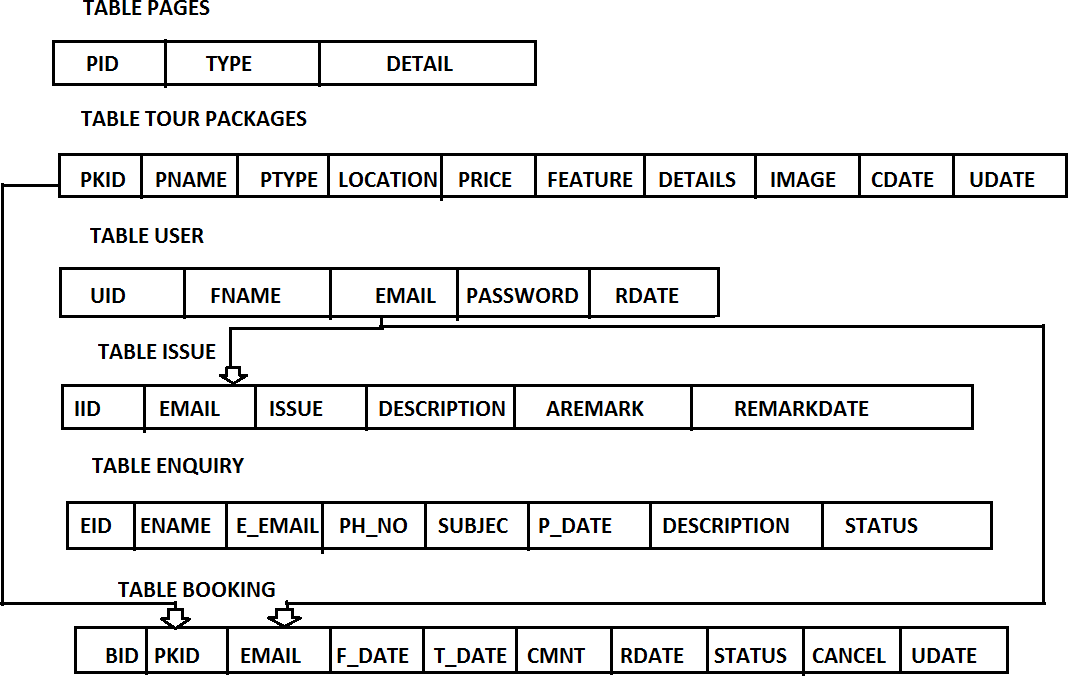 TABLE PAGES
PID TYPE DETAIL
TABLE TOUR PACKAGES
PKID PNAME PTYPE LOCATION PRICE FEATURE DETAILS IMAGE CDATE UDATE
TABLE USER
UID FNAME EMAIL PASSWORD RDATE
TABLE ISSUE
IID EMAIL ISSUE DESCRIPTION AREMARK REMARKDATE
TABLE ENQUIRY
EID ENAME E_EMAIL PH_NO SUBJEC P_DATE DESCRIPTION STATUS
TABLE BOOKING
BID PKID EMAIL F_DATE T_DATE CMNT RDATE STATUS CANCEL UDATE